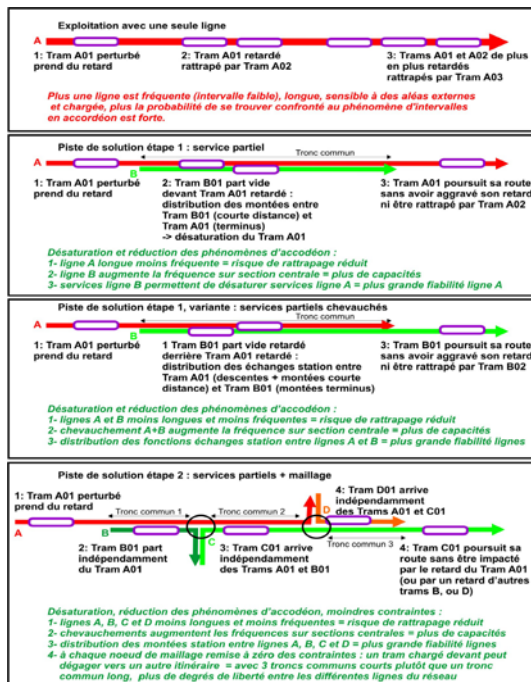 Exploitation avec une seule ligne
A
1: Tram A01 perturbé
prend du retard
2: Tram A01 retardé
rattrapé par Tram A02
3: Trams A01 et A02 de plus
en plus retardés
rattrapés par Tram A03
Plus une ligne est fréquente (intervalle faible), longue, sensible à des aléas externes
et chargée, plus la probabilité de se trouver confronté au phénomène d'intervalles
en accordéon est forte.
Piste de solution étape 1 : service partiel
Tronc commun
A
B
1: Tram A01 perturbé
prend du retard
2: Tram B01 part vide
devant Tram A01 retardé :
distribution des montées entre
Tram B01 (courte distance) et
Tram A01 (terminus)
-> désaturation du Tram A01
3: Tram A01 poursuit sa route
sans avoir aggravé son retard
ni être rattrapé par Tram A02
Désaturation et réduction des phénomènes d'accodéon :
1- ligne A longue moins fréquente = risque de rattrapage réduit
2- ligne B augmente la fréquence sur section centrale = plus de capacités
3- services ligne B permettent de désaturer services ligne A = plus grande fiabilité ligne A
Piste de solution étape 1, variante : services partiels chevauchés
Tronc commun
A
B
1: Tram A01 perturbé
prend du retard
1 Tram B01 part vide retardé
derrière Tram A01 retardé :
distribution des échanges station entre
Tram A01 (descentes + montées courte
distance) et Tram B01 (montées terminus)
3: Tram B01 poursuit sa route
sans avoir aggravé son retard
ni être rattrapé par Tram B02
Désaturation et réduction des phénomènes d'accodéon :
1- lignes A et B moins longues et moins fréquentes = risque de rattrapage réduit
2- chevauchement A+B augmente la fréquence sur section centrale = plus de capacités
3- distribution des fonctions échanges station entre lignes A et B = plus grande fiabilité lignes
Piste de solution étape 2 : services partiels + maillage
1: Tram A01 perturbé
prend du retard
4: Tram D01 arrive
indépendamment
des Trams A01 et C01
Tronc commun 1
Tronc commun 2
D
A
B
C
Tronc commun 3
2: Tram B01 part
indépendamment
du Tram A01
3: Tram C01 arrive
indépendamment
des Trams A01 et B01
4: Tram C01 poursuit sa
route sans être impacté
par le retard du Tram A01
(ou par un retard d'autres
trams B, ou D)
Désaturation, réduction des phénomènes d'accodéon, moindres contraintes :
1- lignes A, B, C et D moins longues et moins fréquentes = risque de rattrapage réduit
2- chevauchements augmentent les fréquences sur sections centrales = plus de capacités
3- distribution des montées station entre lignes A, B, C et D = plus grande fiabilité lignes
4- à chaque noeud de maillage remise à zéro des contraintes : un tram chargé devant peut
dégager vers un autre itinéraire = avec 3 troncs communs courts plutôt que un tronc
commun long, plus de degrés de liberté entre les différentes lignes du réseau